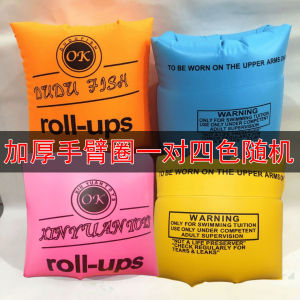 OK
DUDU FISH
roll-ups
TO BE WORN ON THE UPPER ARMS
加厚手臂圈一对四色随机
TO BE WORN ON THE UPPER ARMS ON
OK
XINYUAN TOYS
roll-ups
WARNING
ONLY FOR SWIMMING TUITION
USE ONLY UNDER COMPETENT
ADULT SUPERVISION
WARNING
ONLY FOR SWIMMING TUITION
USE ONLY UNDER COMPETENT
ADULT SUPERVISION
"NOT A LIFE PRESERVER"
"CHECK REGULARLY FOR
TEARS & LEAKS"